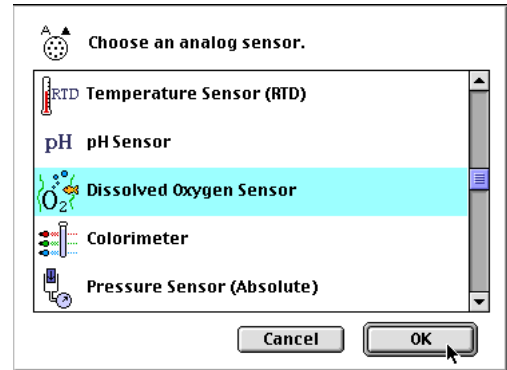 A
Choose an analog sensor.
RTD Temperature Sensor (RTD)
pH pH Sensor
O2 Dissolved Oxygen Sensor
Colorimeter
Pressure Sensor (Absolute)
Cancel OK